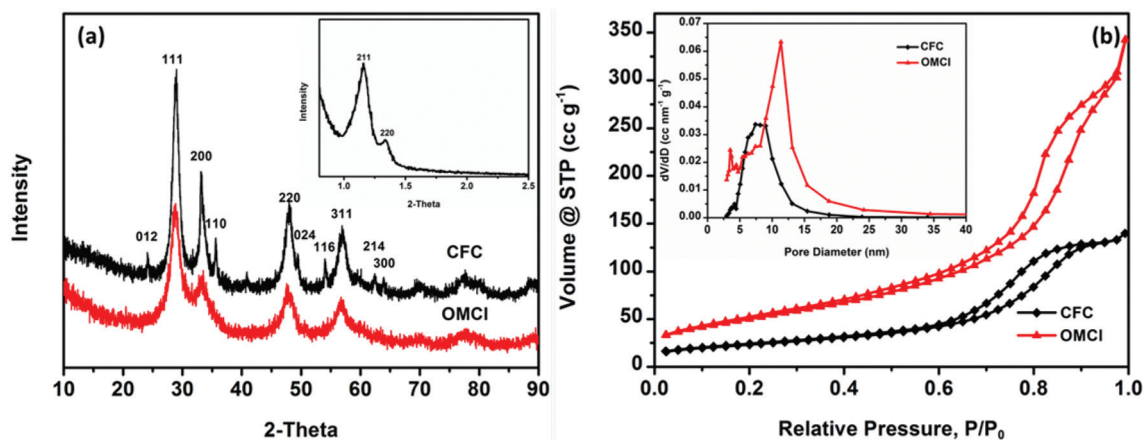 (a)
111
200
110
012
220
024
116
311
214
300
CFC
OMCI
Intensity
10 20 30 40 50 60 70 80 90
2-Theta
211
220
Intensity
1.0 1.5 2.0 2.5
2-Theta
(b)
350
300
250
200
150
100
50
0
Volume @ STP (cc g-1)
0.0 0.2 0.4 0.6 0.8 1.0
Relative Pressure, P/P0
CFC
OMCI
0.07
0.06
0.05
0.04
0.03
0.02
0.01
0.00
dV/dD (cc nm-1 g-1)
0 5 10 15 20 25 30 35 40
Pore Diameter (nm)
CFC
OMCI